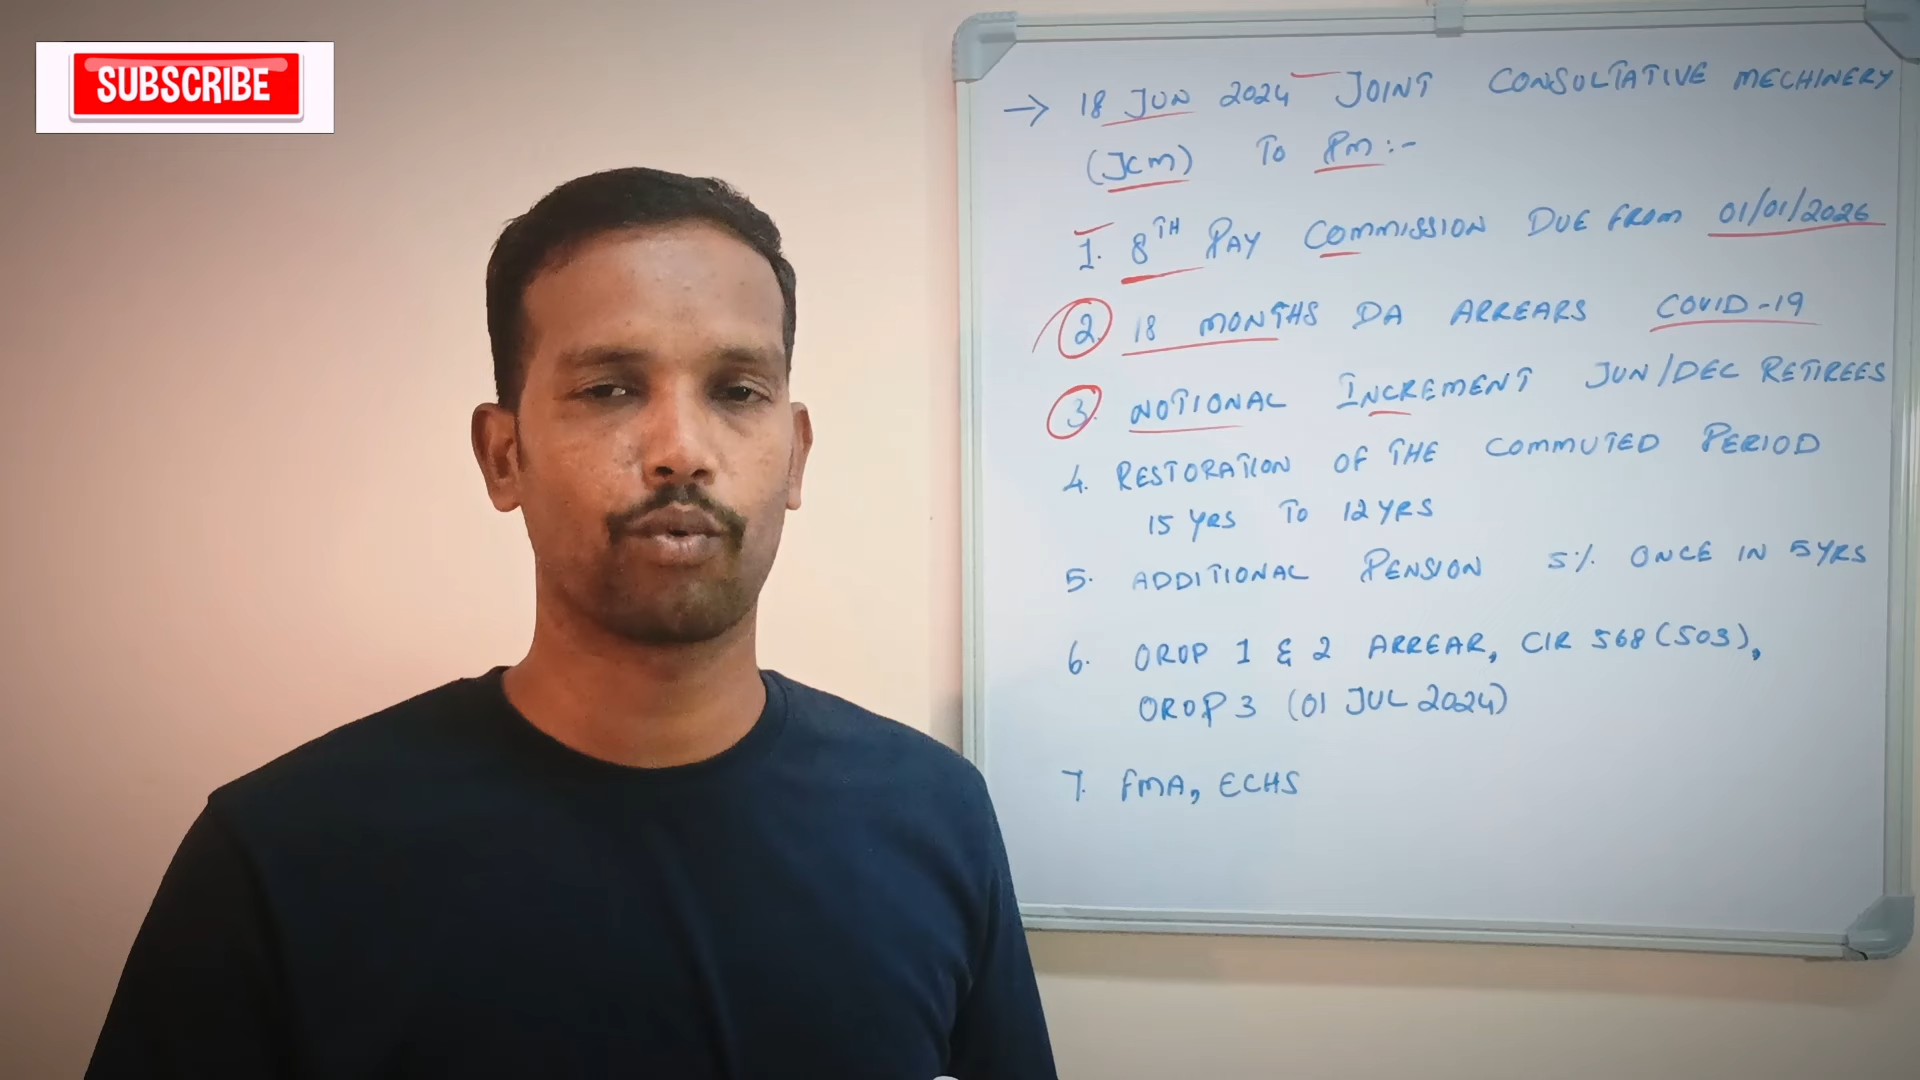 SUBSCRIBE
→ 18 JUN 2024 JOINT CONSULTATIVE MECHINERY
(JCM) TO PM:-
1. 8TH PAY COMMISSION DUE FROM 01/01/2026
2. 18 MONTHS DA ARREARS COVID-19
3. NOTIONAL INCREMENT JUN/DEC RETIREES
4. RESTORATION OF THE COMMUTED PERIOD
15 YRS TO 12 YRS
5. ADDITIONAL PENSION 5% ONCE IN 5YRS
6. OROP 1 & 2 ARREAR, CIR 568 (503),
OROP 3 (01 JUL 2024)
7. FMA, ECHS